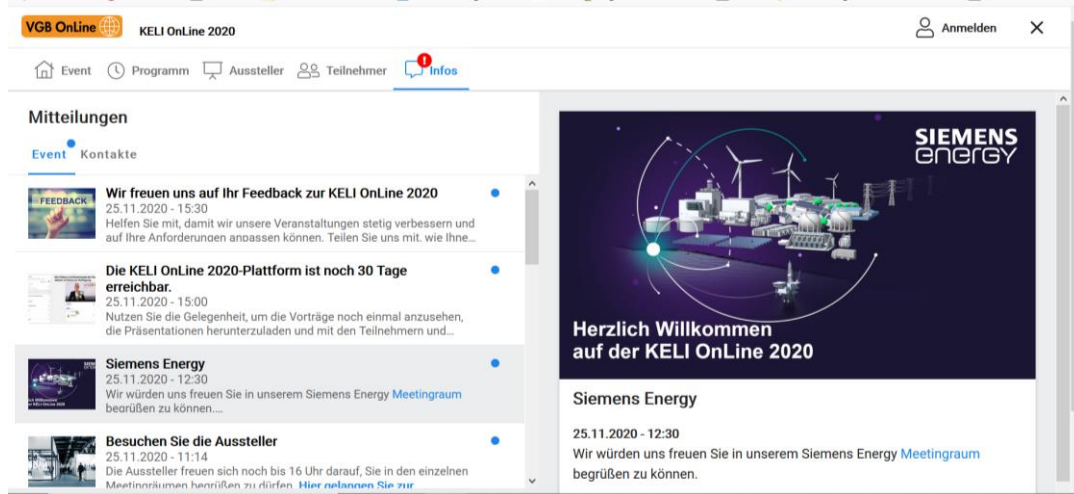 VGB OnLine
KELI OnLine 2020
Anmelden
Event
Programm
Aussteller
Teilnehmer
Infos
Mitteilungen
Event
Kontakte
FEEDBACK
Wir freuen uns auf Ihr Feedback zur KELI OnLine 2020
25.11.2020 - 15:30
Helfen Sie mit, damit wir unsere Veranstaltungen stetig verbessern und
auf Ihre Anforderungen anpassen können. Teilen Sie uns mit, wie Ihne...
Die KELI OnLine 2020-Plattform ist noch 30 Tage
erreichbar.
25.11.2020 - 15:00
Nutzen Sie die Gelegenheit, um die Vorträge noch einmal anzusehen,
die Präsentationen herunterzuladen und mit den Teilnehmern und...
Siemens Energy
25.11.2020 - 12:30
Wir würden uns freuen Sie in unserem Siemens Energy Meetingraum
begrüßen zu können....
Besuchen Sie die Aussteller
25.11.2020 - 11:14
Die Aussteller freuen sich noch bis 16 Uhr darauf, Sie in den einzelnen
Meetingräumen begrüßen zu dürfen. Hier gelangen Sie zur
SIEMENS
energy
Herzlich Willkommen
auf der KELI OnLine 2020
Siemens Energy
25.11.2020 - 12:30
Wir würden uns freuen Sie in unserem Siemens Energy Meetingraum
begrüßen zu können.